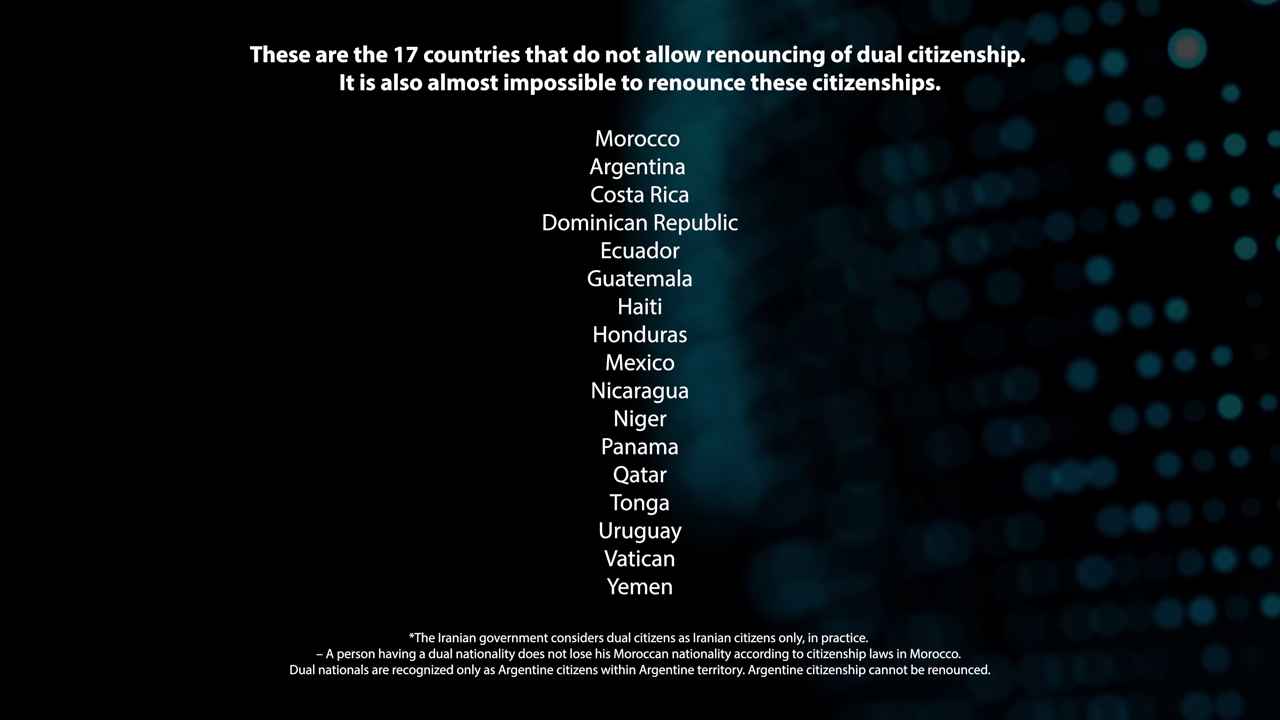 These are the 17 countries that do not allow renouncing of dual citizenship.
It is also almost impossible to renounce these citizenships.
Morocco
Argentina
Costa Rica
Dominican Republic
Ecuador
Guatemala
Haiti
Honduras
Mexico
Nicaragua
Niger
Panama
Qatar
Tonga
Uruguay
Vatican
Yemen
*The Iranian government considers dual citizens as Iranian citizens only, in practice.
– A person having a dual nationality does not lose his Moroccan nationality according to citizenship laws in Morocco.
Dual nationals are recognized only as Argentine citizens within Argentine territory. Argentine citizenship cannot be renounced.